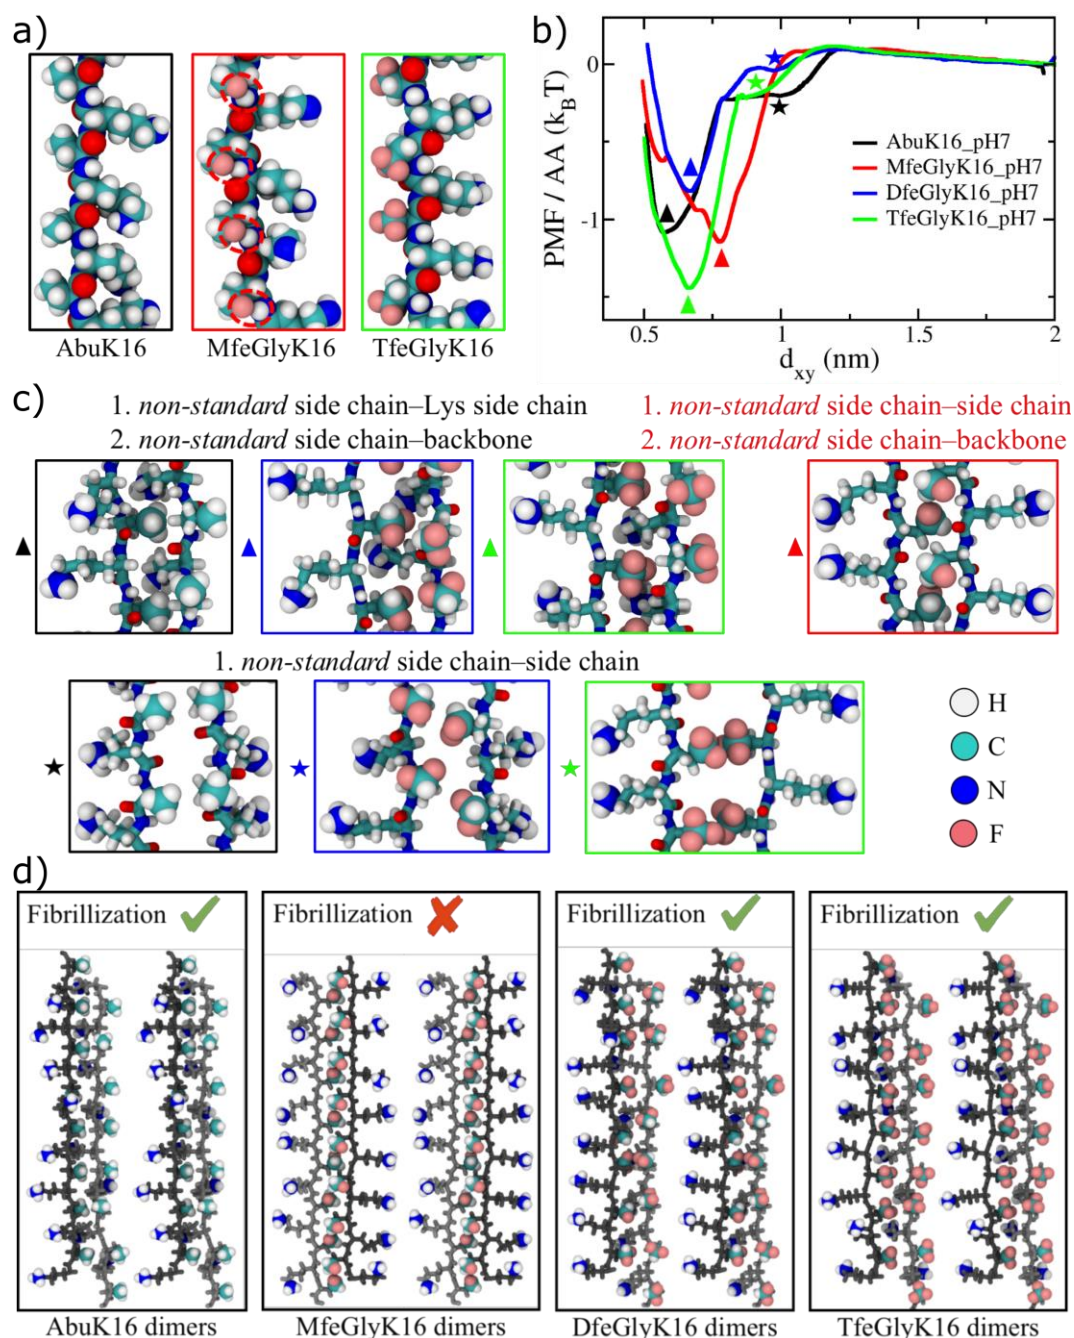 a)
AbuK16
MfeGlyK16
TfeGlyK16
b)
PMF / AA (k_BT)
0
-1
0.5
1
1.5
2
d_xy (nm)
AbuK16_pH7
MfeGlyK16_pH7
DfeGlyK16_pH7
TfeGlyK16_pH7
c)
1. non-standard side chain–Lys side chain
2. non-standard side chain–backbone
1. non-standard side chain–side chain
2. non-standard side chain–backbone
1. non-standard side chain–side chain
H
C
N
F
d)
Fibrillization
Fibrillization
Fibrillization
Fibrillization
AbuK16 dimers
MfeGlyK16 dimers
DfeGlyK16 dimers
TfeGlyK16 dimers